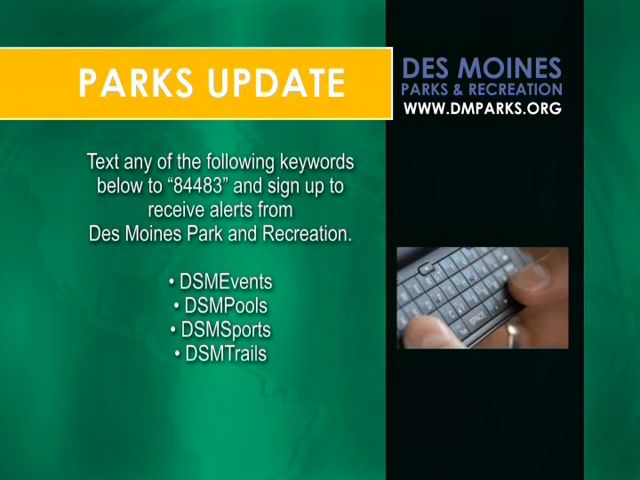 PARKS UPDATE
DES MOINES
PARKS & RECREATION
WWW.DMPARKS.ORG
Text any of the following keywords
below to “84483” and sign up to
receive alerts from
Des Moines Park and Recreation.
• DSMEvents
• DSMPools
• DSMSports
• DSMTrails
SPACE